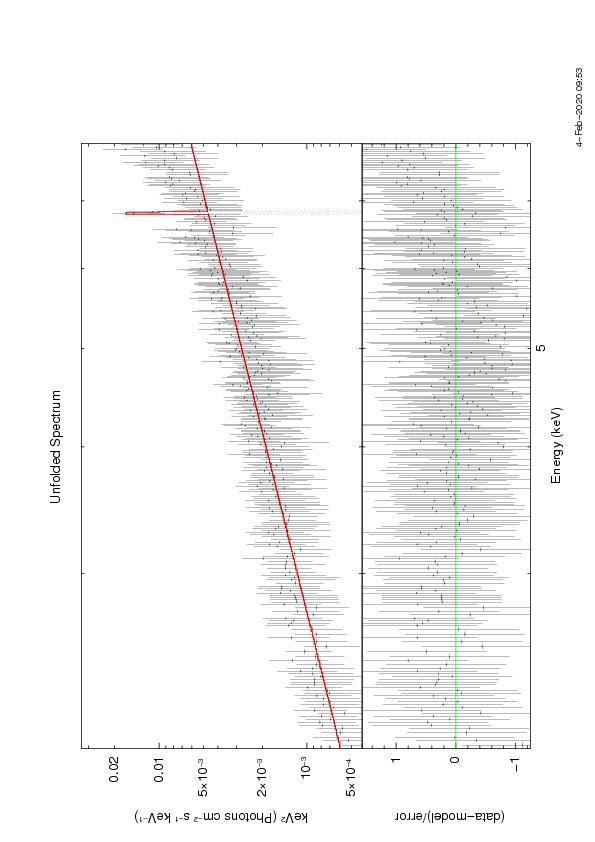 Unfolded Spectrum
0.02
0.01
5×10⁻³
2×10⁻³
10⁻³
5×10⁻⁴
keV² (Photons cm⁻² s⁻¹ keV⁻¹)
1
0
−1
(data−model)/error
5
Energy (keV)
4−Feb−2020 09:53